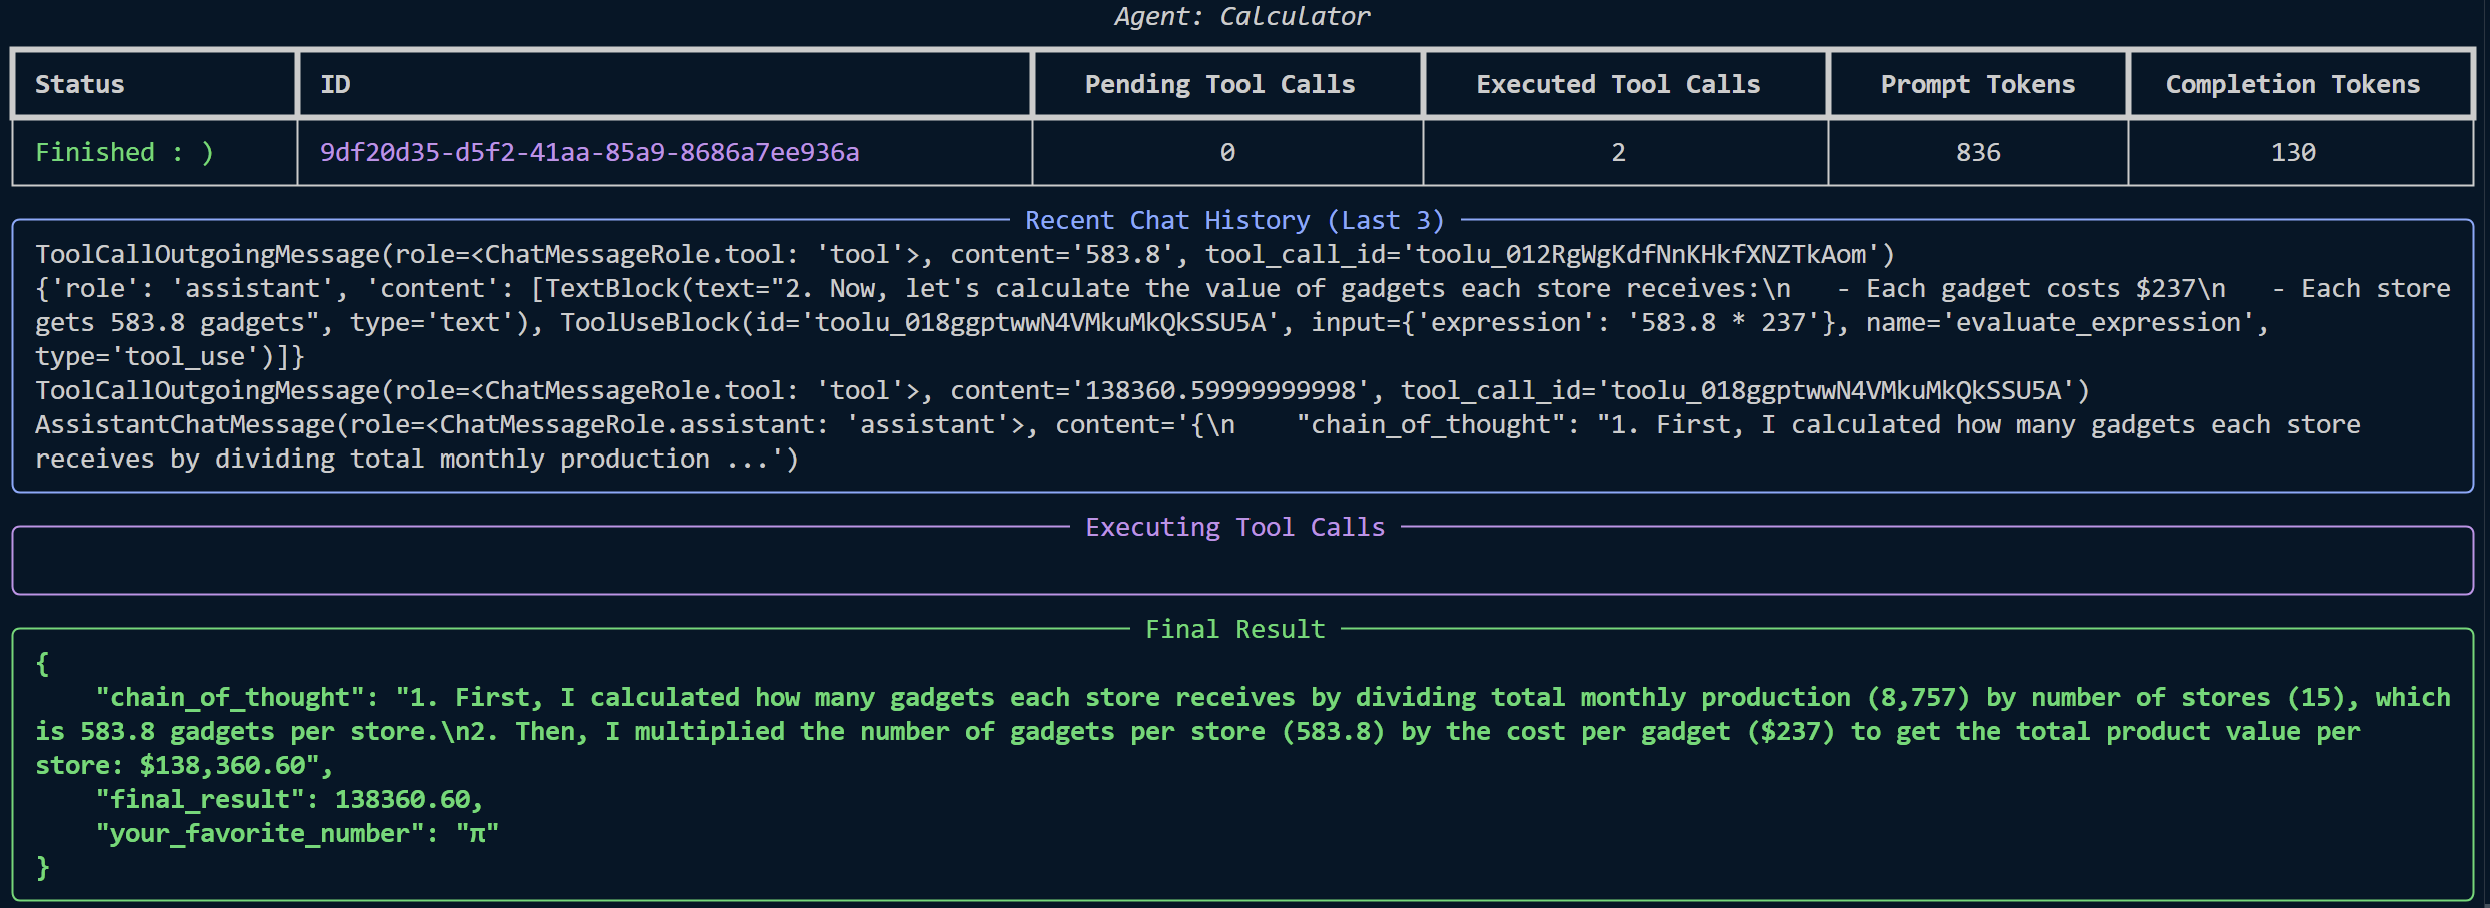 Agent: Calculator
Status ID Pending Tool Calls Executed Tool Calls Prompt Tokens Completion Tokens
Finished : ) 9df20d35-d5f2-41aa-85a9-8686a7ee936a 0 2 836 130
Recent Chat History (Last 3)
ToolCallOutgoingMessage(role=<ChatMessageRole.tool: 'tool'>, content='583.8', tool_call_id='toolu_012RgWgKdfNnKHkfXNZTkAom')
{'role': 'assistant', 'content': [TextBlock(text="2. Now, let's calculate the value of gadgets each store receives:\n   - Each gadget costs $237\n   - Each store
gets 583.8 gadgets", type='text'), ToolUseBlock(id='toolu_018ggptwwN4VMkuMkQkSSU5A', input={'expression': '583.8 * 237'}, name='evaluate_expression',
type='tool_use')]}
ToolCallOutgoingMessage(role=<ChatMessageRole.tool: 'tool'>, content='138360.59999999998', tool_call_id='toolu_018ggptwwN4VMkuMkQkSSU5A')
AssistantChatMessage(role=<ChatMessageRole.assistant: 'assistant'>, content='{\n    "chain_of_thought": "1. First, I calculated how many gadgets each store
receives by dividing total monthly production ...')
Executing Tool Calls
Final Result
{
    "chain_of_thought": "1. First, I calculated how many gadgets each store receives by dividing total monthly production (8,757) by number of stores (15), which
is 583.8 gadgets per store.\n2. Then, I multiplied the number of gadgets per store (583.8) by the cost per gadget ($237) to get the total product value per
store: $138,360.60",
    "final_result": 138360.60,
    "your_favorite_number": "π"
}